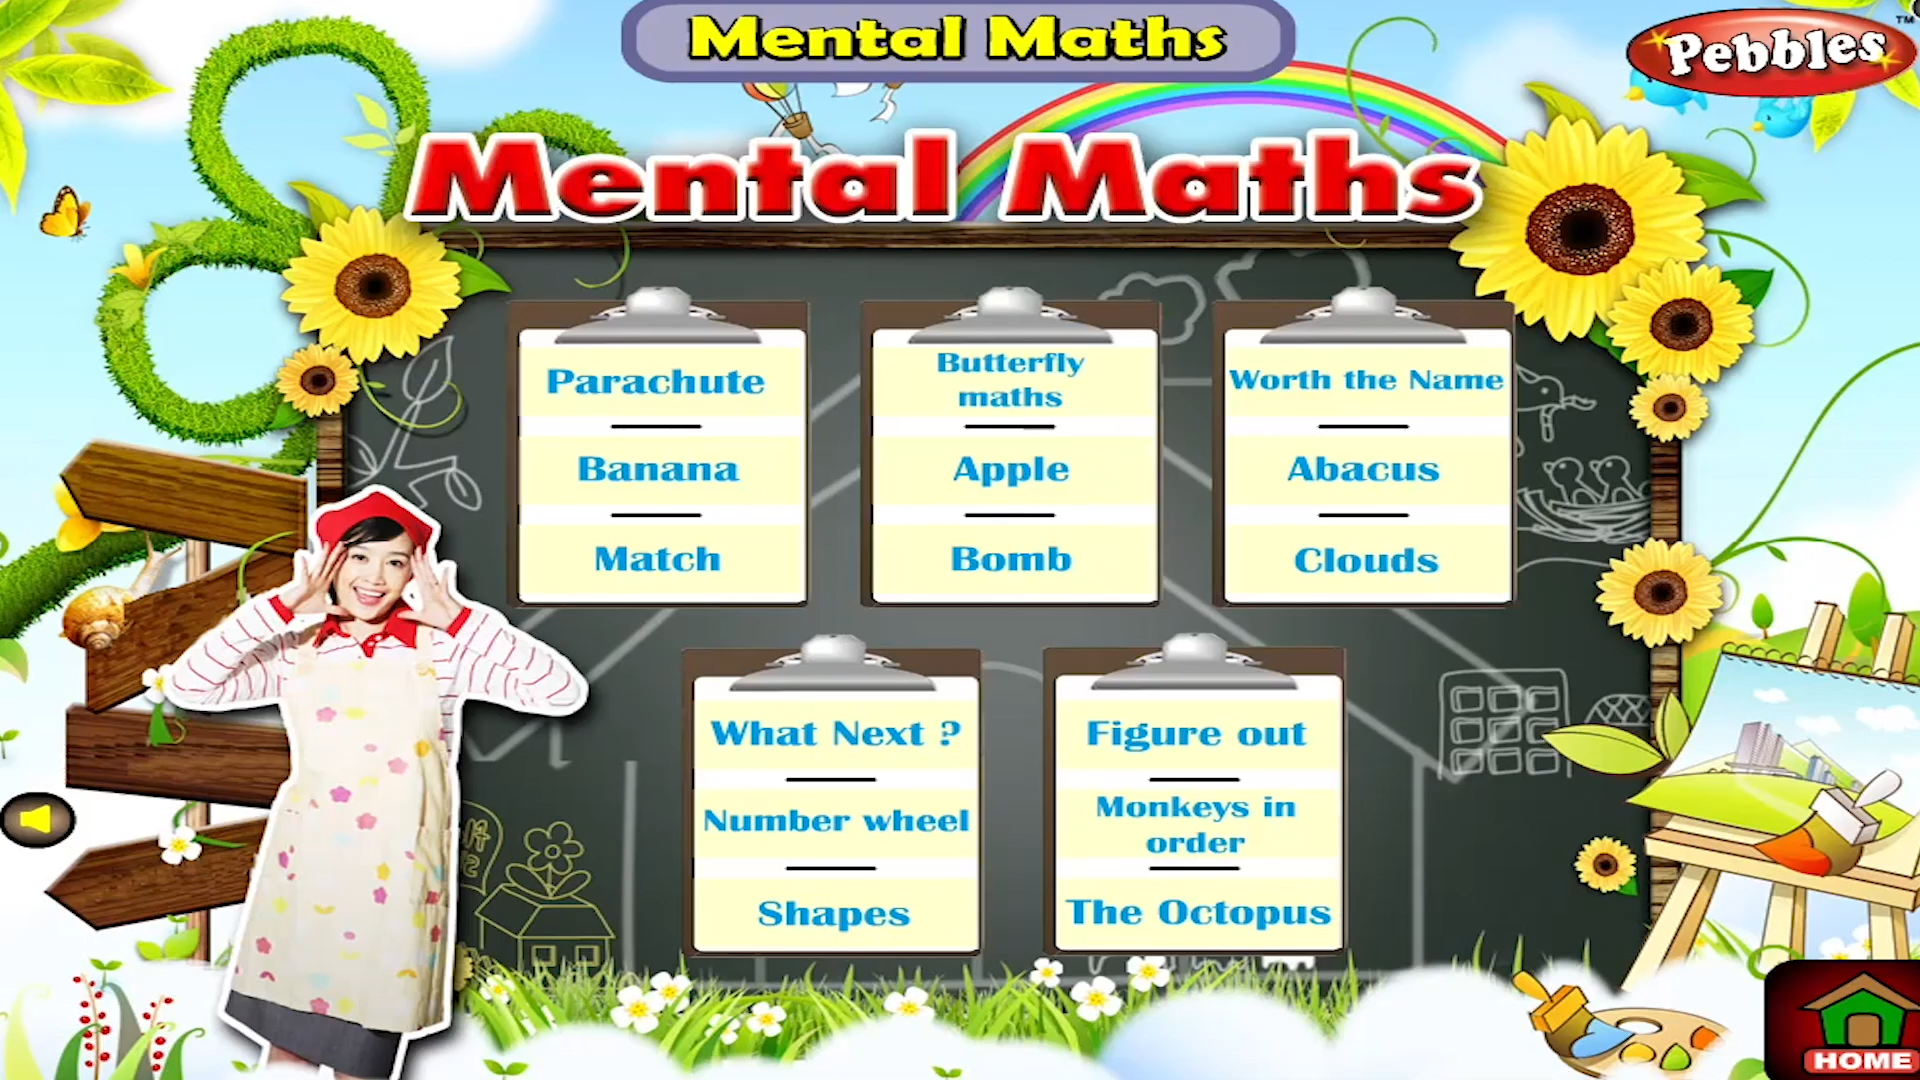 Mental Maths
Pebbles
TM
Mental Maths
Parachute
Banana
Match
Butterfly
maths
Apple
Bomb
Worth the Name
Abacus
Clouds
What Next ?
Number wheel
Shapes
Figure out
Monkeys in
order
The Octopus
HOME